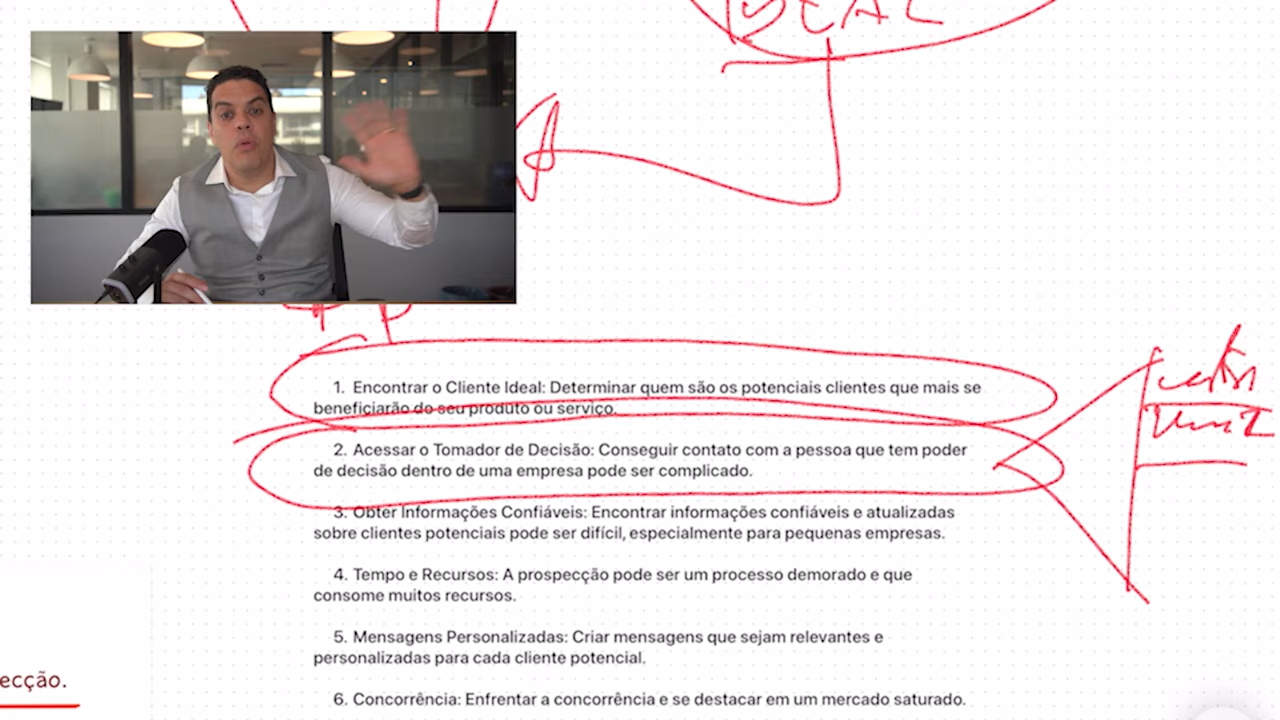 IDEAL
1. Encontrar o Cliente Ideal: Determinar quem são os potenciais clientes que mais se
beneficiarão do seu produto ou serviço.
2. Acessar o Tomador de Decisão: Conseguir contato com a pessoa que tem poder
de decisão dentro de uma empresa pode ser complicado.
3. Obter Informações Confiáveis: Encontrar informações confiáveis e atualizadas
sobre clientes potenciais pode ser difícil, especialmente para pequenas empresas.
4. Tempo e Recursos: A prospecção pode ser um processo demorado e que
consome muitos recursos.
5. Mensagens Personalizadas: Criar mensagens que sejam relevantes e
personalizadas para cada cliente potencial.
ecção.
6. Concorrência: Enfrentar a concorrência e se destacar em um mercado saturado.